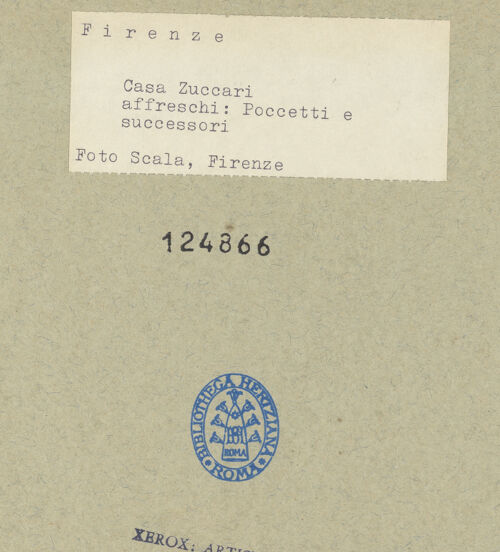 F i r e n z e
Casa Zuccari
affreschi: Poccetti e
successori
Foto Scala, Firenze
124866
BIBLIOTHECA HERTZIANA
ROMA
ROMA
XEROX: